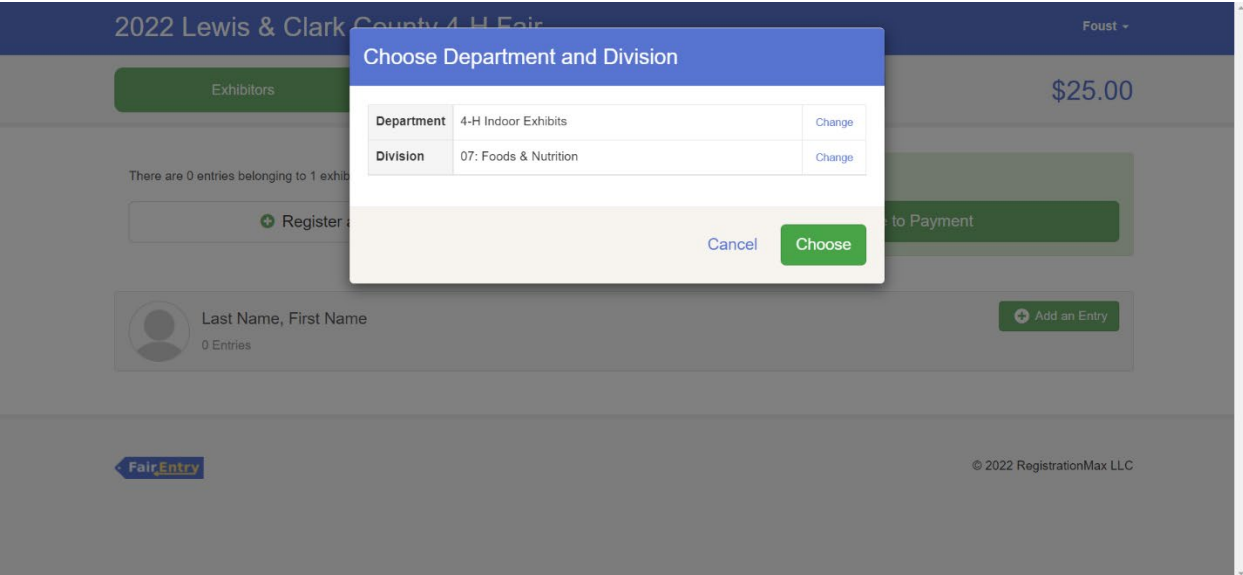 2022 Lewis & Clark County 4-H Fair
Foust
Choose Department and Division
Exhibitors
$25.00
Department 4-H Indoor Exhibits Change
Division 07: Foods & Nutrition Change
There are 0 entries belonging to 1
Register
to Payment
Cancel Choose
Last Name, First Name
0 Entries
Add an Entry
FairEntry
© 2022 RegistrationMax LLC